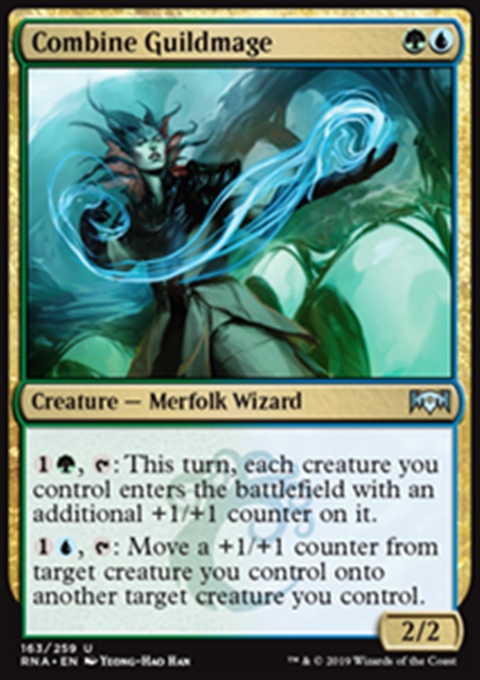 Combine Guildmage
Creature — Merfolk Wizard
1, : This turn, each creature you
control enters the battlefield with an
additional +1/+1 counter on it.
1, : Move a +1/+1 counter from
target creature you control onto
another target creature you control.
2/2
163/259 U
RNA • EN Yeong-Hao Han
™ & © 2019 Wizards of the Coast